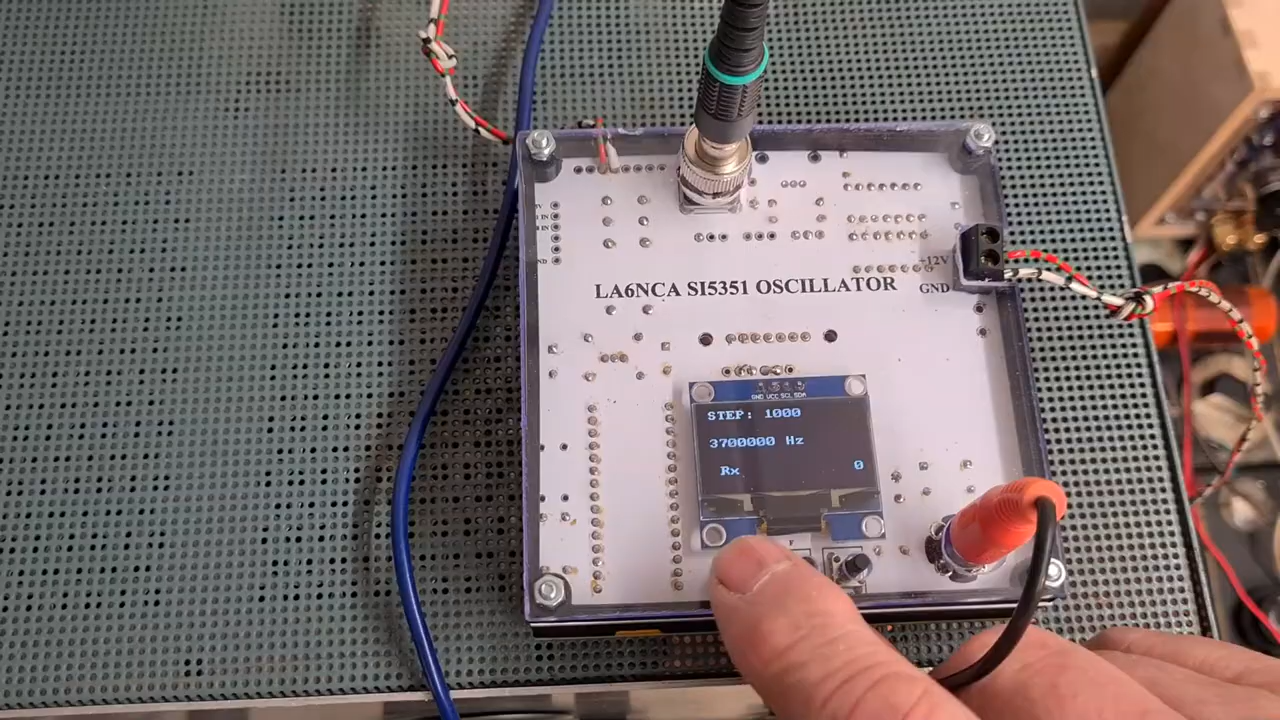 LA6NCA SI5351 OSCILLATOR
+12V
GND
GND VCC SCL SDA
STEP: 1000
3700000 Hz
Rx 0